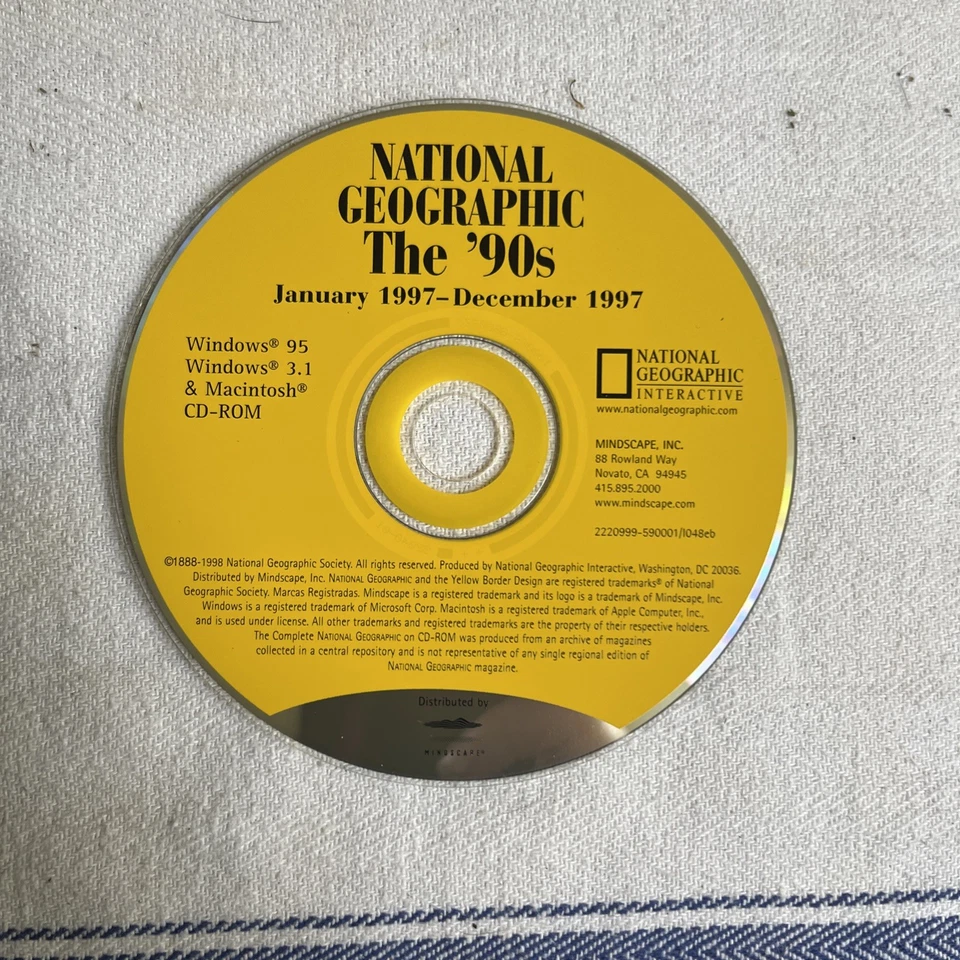 NATIONAL
GEOGRAPHIC
The ’90s
January 1997–December 1997
Windows® 95
Windows® 3.1
& Macintosh®
CD-ROM
NATIONAL
GEOGRAPHIC
INTERACTIVE
www.nationalgeographic.com
MINDSCAPE, INC.
88 Rowland Way
Novato, CA 94945
415.895.2000
www.mindscape.com
2220999-590001/I048eb
©1888-1998 National Geographic Society. All rights reserved. Produced by National Geographic Interactive, Washington, DC 20036.
Distributed by Mindscape, Inc. NATIONAL GEOGRAPHIC and the Yellow Border Design are registered trademarks® of National
Geographic Society. Marcas Registradas. Mindscape is a registered trademark and its logo is a trademark of Mindscape, Inc.
Windows is a registered trademark of Microsoft Corp. Macintosh is a registered trademark of Apple Computer, Inc.,
and is used under license. All other trademarks and registered trademarks are the property of their respective holders.
The Complete NATIONAL GEOGRAPHIC on CD-ROM was produced from an archive of magazines
collected in a central repository and is not representative of any single regional edition of
NATIONAL GEOGRAPHIC magazine.
Distributed by
MINDSCAPE®